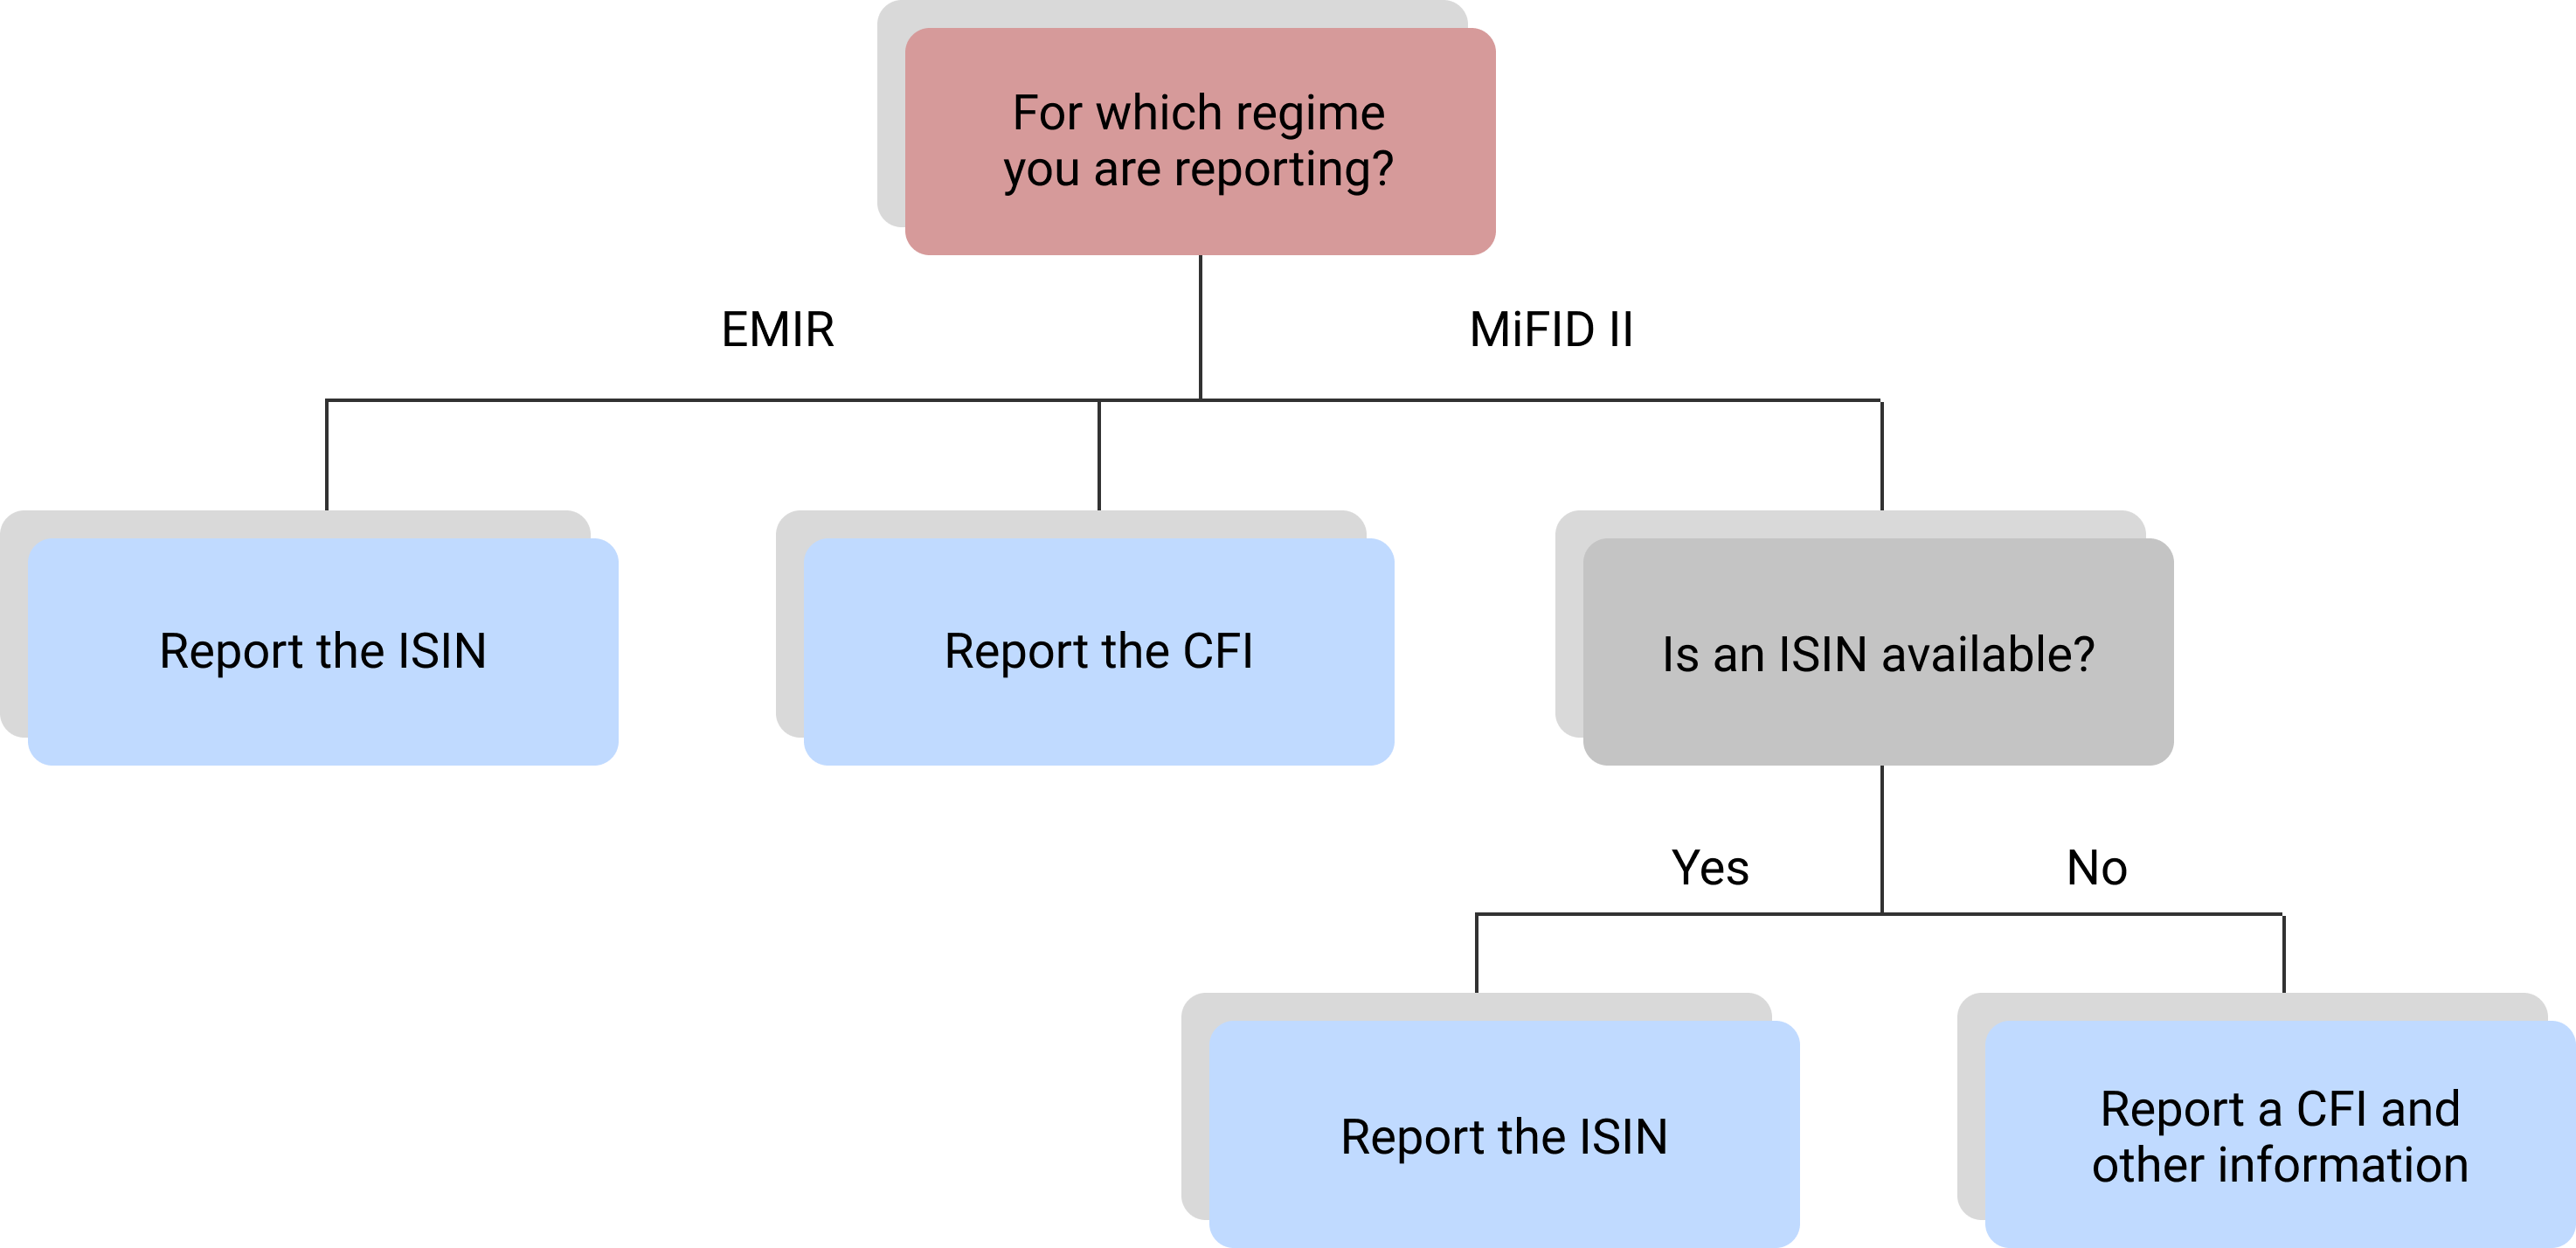 For which regime
you are reporting?
EMIR
MiFID II
Report the ISIN
Report the CFI
Is an ISIN available?
Yes
No
Report the ISIN
Report a CFI and
other information